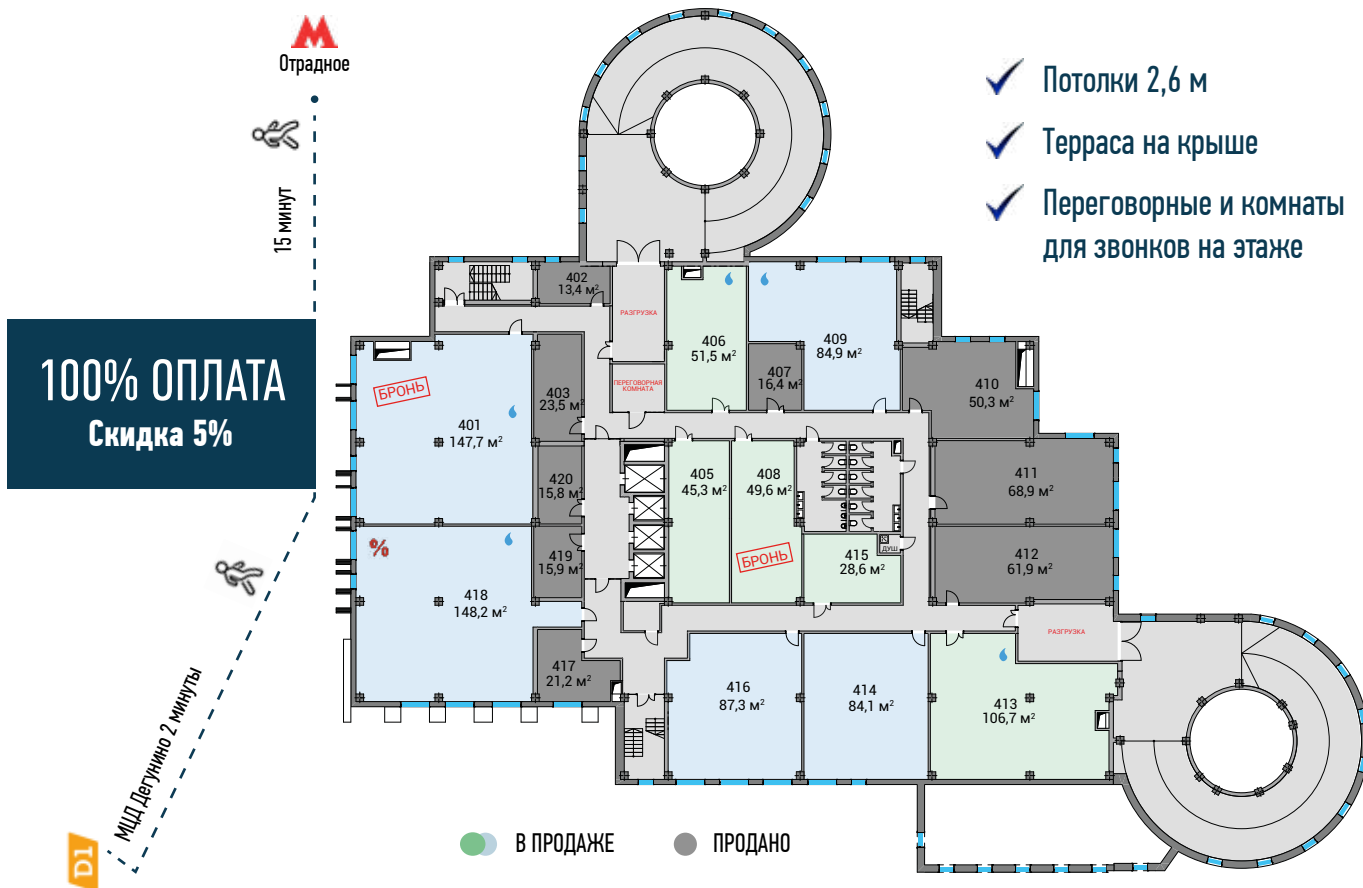 М
Отрадное
15 минут
100% ОПЛАТА
Скидка 5%
МЦД Дегунино 2 минуты
D1
Потолки 2,6 м
Терраса на крыше
Переговорные и комнаты
для звонков на этаже
402
13,4 м²
РАЗГРУЗКА
406
51,5 м²
409
84,9 м²
407
16,4 м²
410
50,3 м²
ПЕРЕГОВОРНАЯ
КОМНАТА
403
23,5 м²
БРОНЬ
401
147,7 м²
420
15,8 м²
405
45,3 м²
408
49,6 м²
БРОНЬ
411
68,9 м²
412
61,9 м²
ДУШ
415
28,6 м²
419
15,9 м²
%
418
148,2 м²
417
21,2 м²
416
87,3 м²
414
84,1 м²
413
106,7 м²
РАЗГРУЗКА
В ПРОДАЖЕ
ПРОДАНО